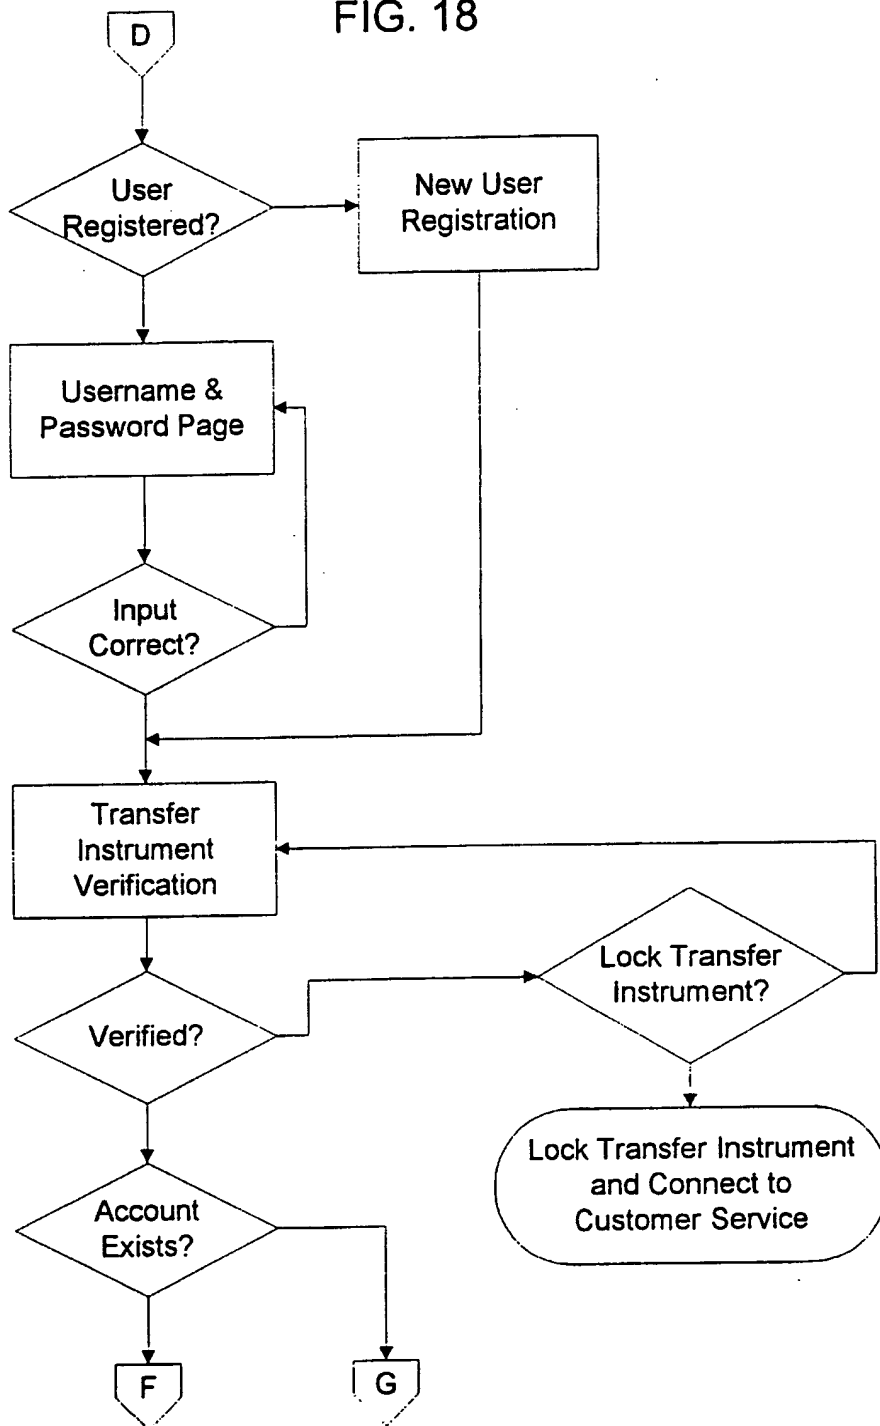 FIG. 18
D
User
Registered?
New User
Registration
Username &
Password Page
Input
Correct?
Transfer
Instrument
Verification
Lock Transfer
Instrument?
Verified?
Lock Transfer Instrument
and Connect to
Customer Service
Account
Exists?
F
G